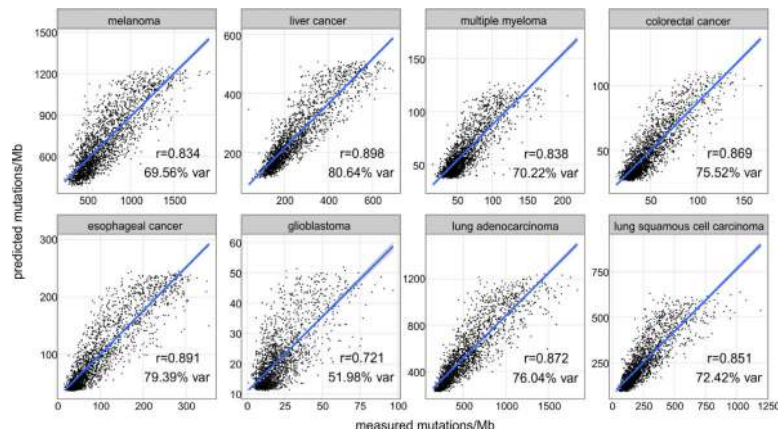 melanoma
liver cancer
multiple myeloma
colorectal cancer
1500
1200
900
600
500 1000 1500
r=0.834
69.56% var
600
400
200
200 400 600
r=0.898
80.64% var
150
100
50
50 100 150 200
r=0.838
70.22% var
100
50
50 100 150
r=0.869
75.52% var
predicted mutations/Mb
esophageal cancer
glioblastoma
lung adenocarcinoma
lung squamous cell carcinoma
300
200
100
0 100 200 300
r=0.891
79.39% var
60
50
40
30
20
10
0 25 50 75 100
r=0.721
51.98% var
1200
800
400
500 1000 1500
r=0.872
76.04% var
750
500
250
0 250 500 750 1000 1250
r=0.851
72.42% var
measured mutations/Mb